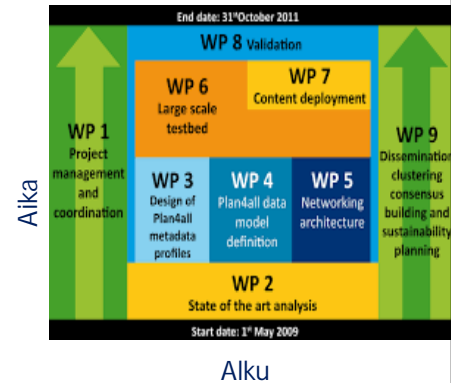 End date: 31stOctober 2011
WP 8 Validation
WP 6
Large scale
testbed
WP 7
Content deployment
WP 1
Project
management
and
coordination
WP 9
Dissemination
clustering
consensus
building and
sustainability
planning
WP 3
Design of
Plan4all
metadata
profiles
WP 4
Plan4all data
model
definition
WP 5
Networking
architecture
WP 2
State of the art analysis
Start date: 1st May 2009
Aika
Alku